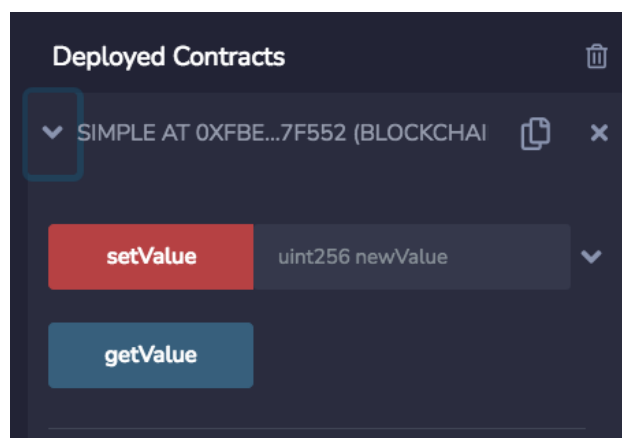 Deployed Contracts
SIMPLE AT 0XFBE...7F552 (BLOCKCHAI
setValue uint256 newValue
getValue